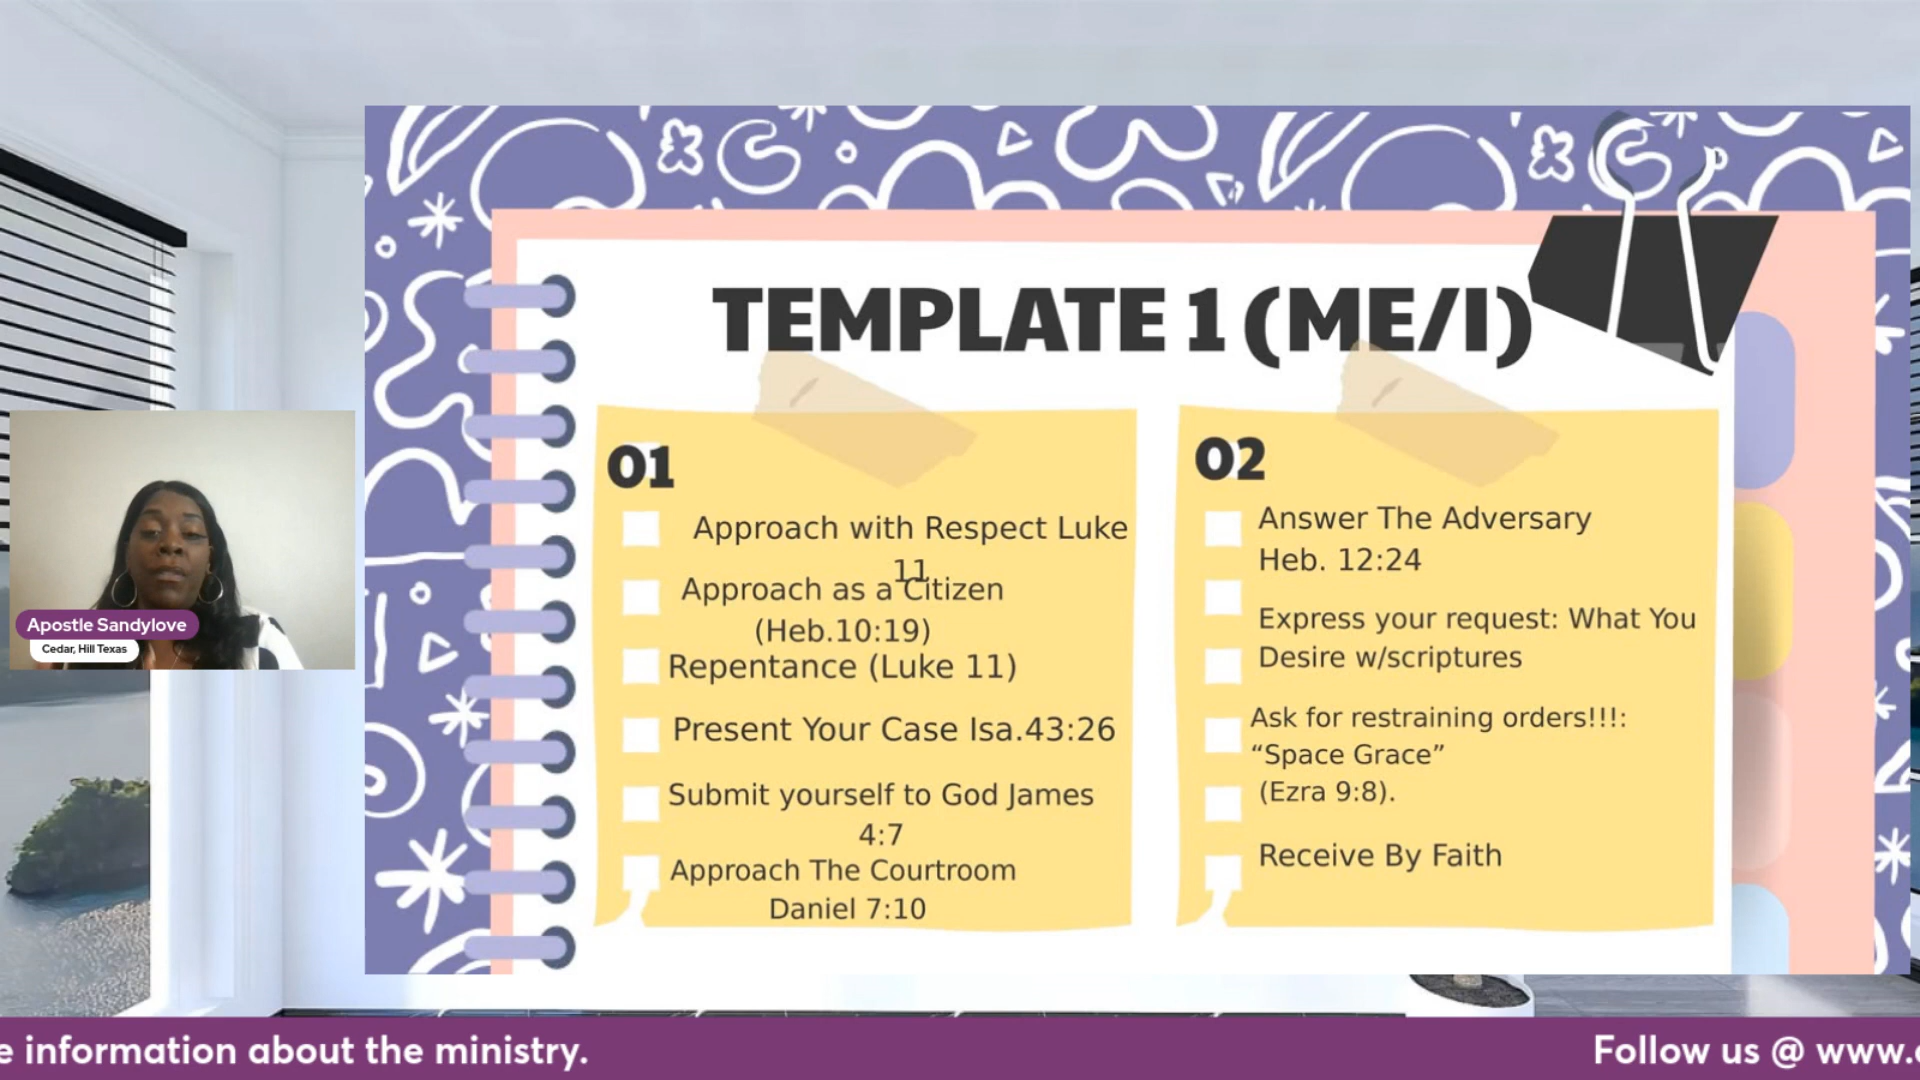 TEMPLATE 1 (ME/I)
01
Approach with Respect Luke
11
Approach as a Citizen
(Heb.10:19)
Repentance (Luke 11)
Present Your Case Isa.43:26
Submit yourself to God James
4:7
Approach The Courtroom
Daniel 7:10
02
Answer The Adversary
Heb. 12:24
Express your request: What You
Desire w/scriptures
Ask for restraining orders!!!:
“Space Grace”
(Ezra 9:8).
Receive By Faith
Apostle Sandylove
Cedar, Hill Texas
e information about the ministry.
Follow us @ www.